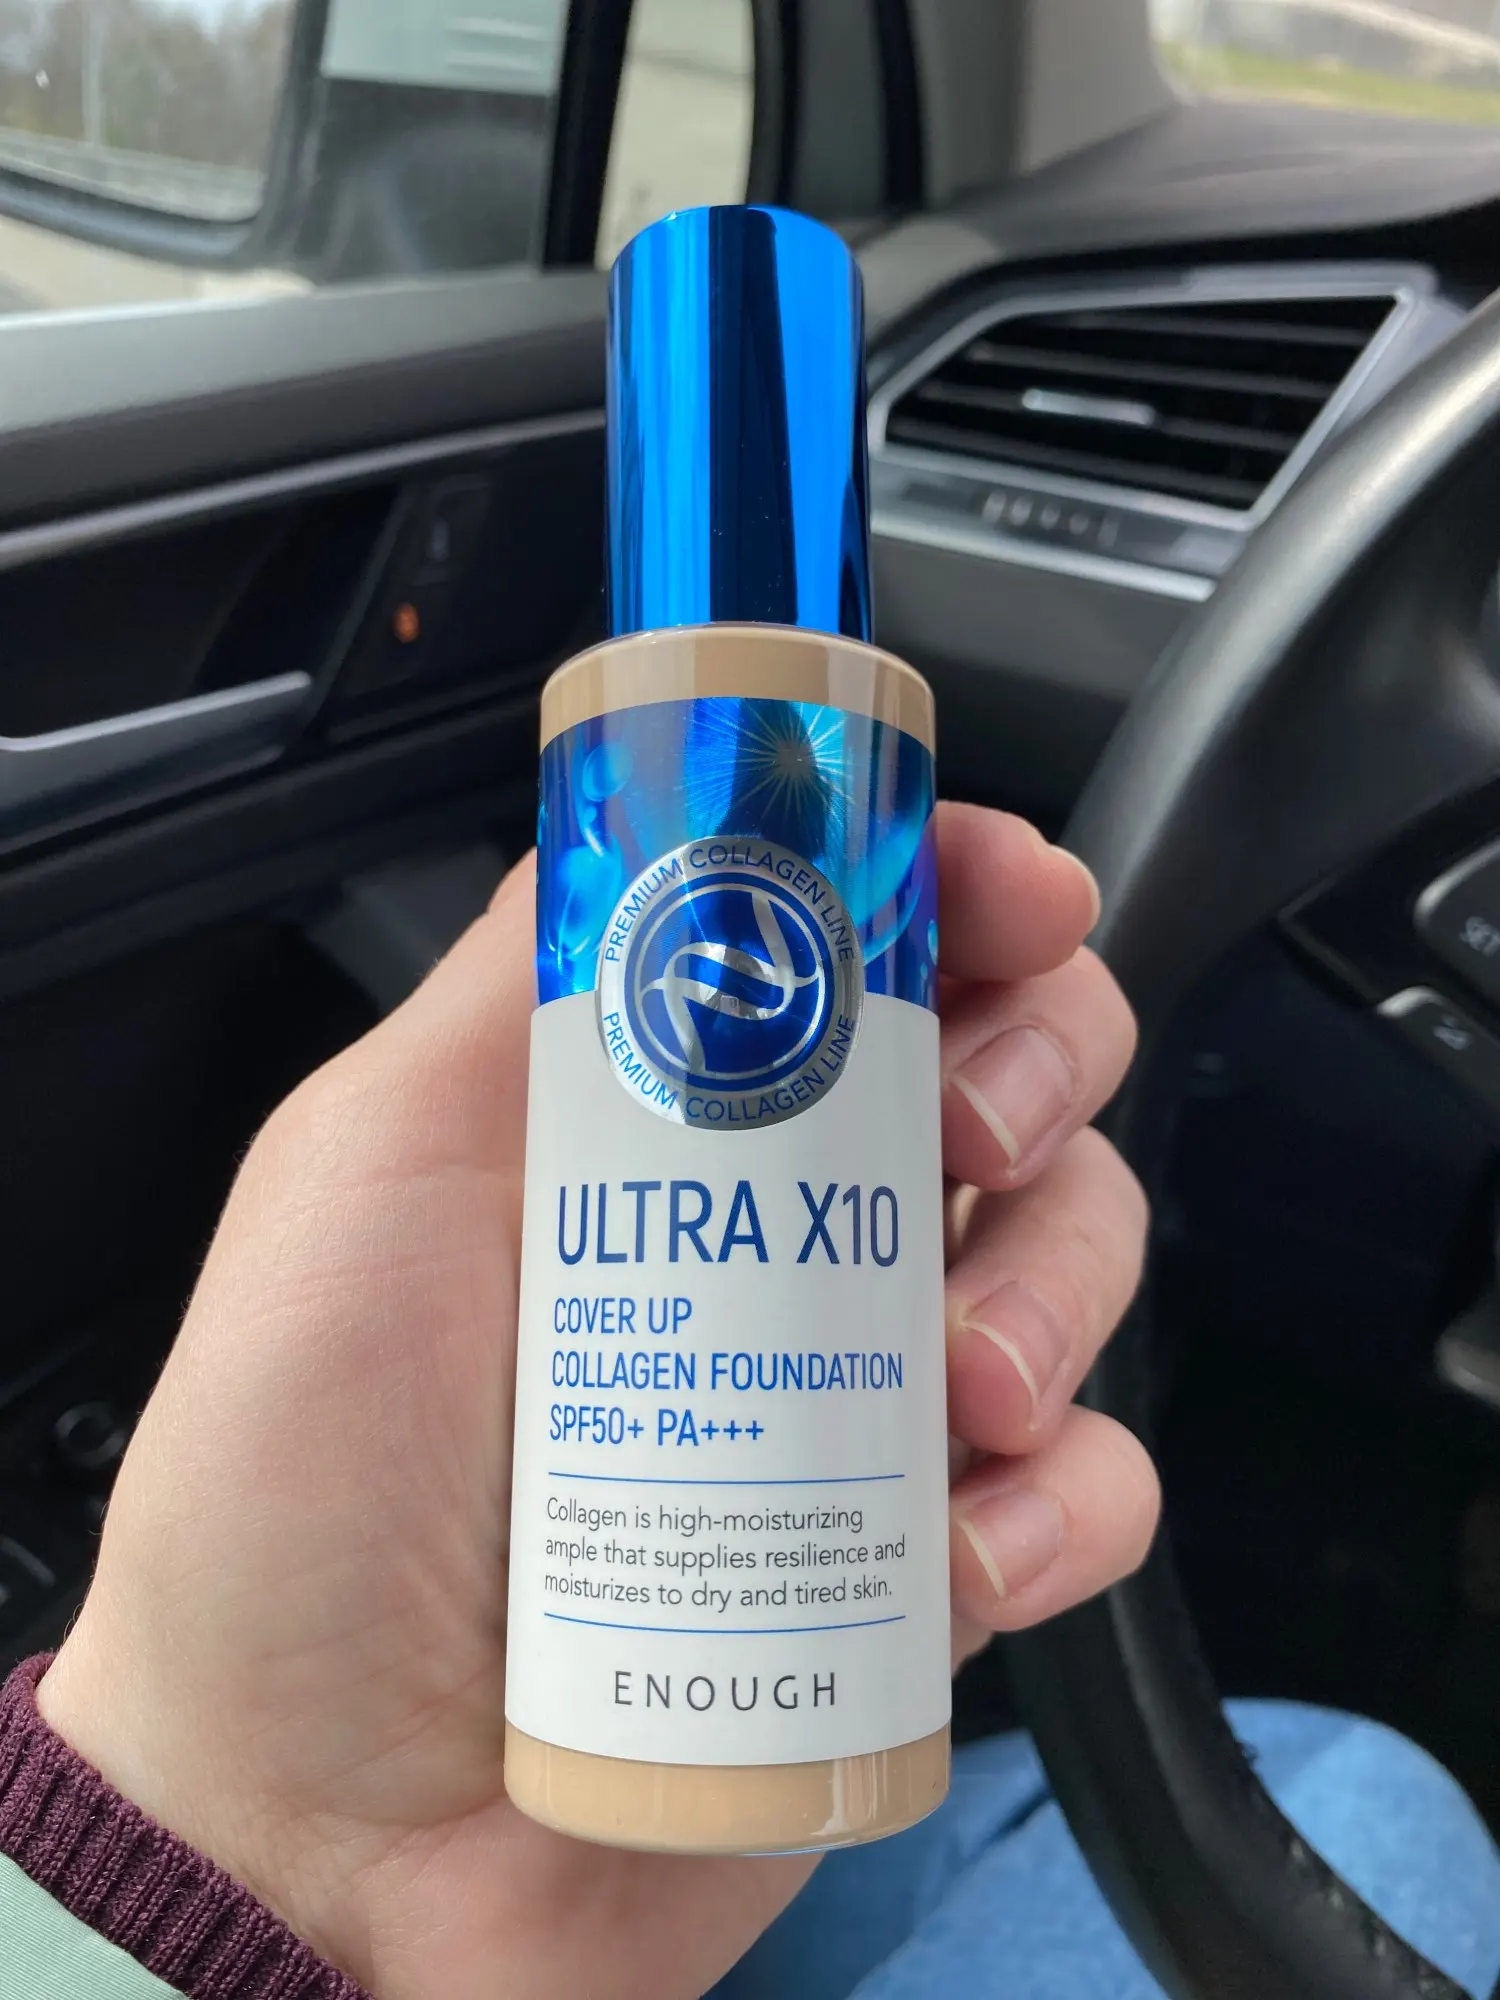 PREMIUM COLLAGEN LINE
PREMIUM COLLAGEN LINE
ULTRA X10
COVER UP
COLLAGEN FOUNDATION
SPF50+ PA+++
Collagen is high-moisturizing
ample that supplies resilience and
moisturizes to dry and tired skin.
ENOUGH
SET